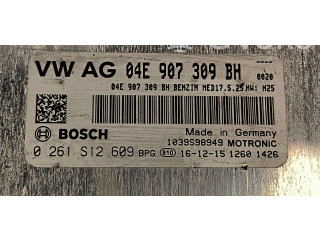 VW AG 04E 907 309 BH 0020
04E 907 309 BH BENZIN MED17.5.25 HW: H25
BOSCH
Made in Germany
1039S98949 MOTRONIC
0 261 S12 609 BPG 810 16-12-15 1260 1426